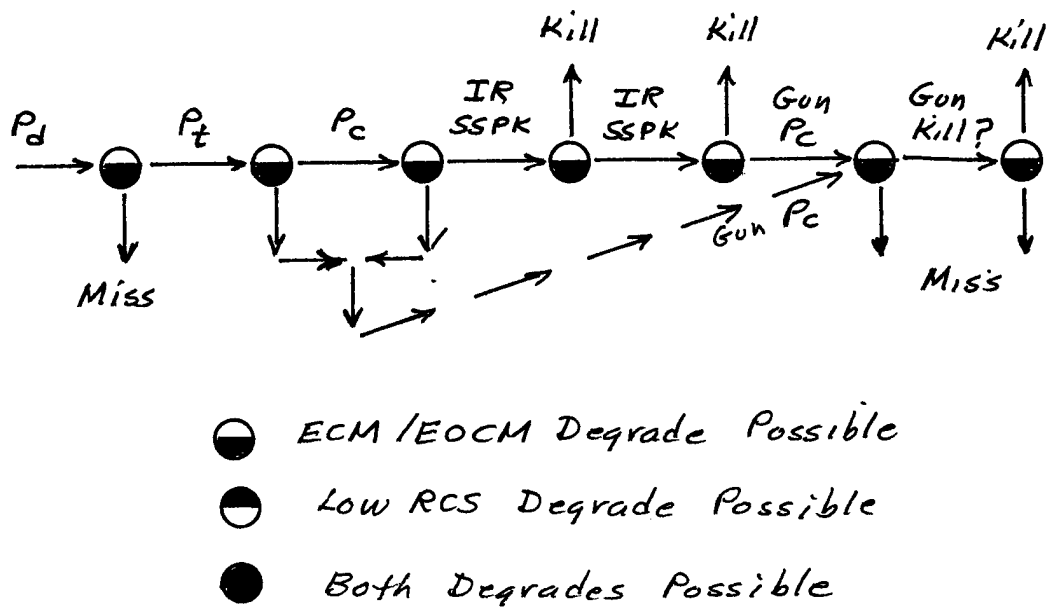 Kill
Kill
Kill
Pd
Pt
Pc
IR
SSPK
IR
SSPK
Gun
Pc
Gun
Kill?
Gun Pc
Miss
Miss
ECM/EOCM Degrade Possible
Low RCS Degrade Possible
Both Degrades Possible